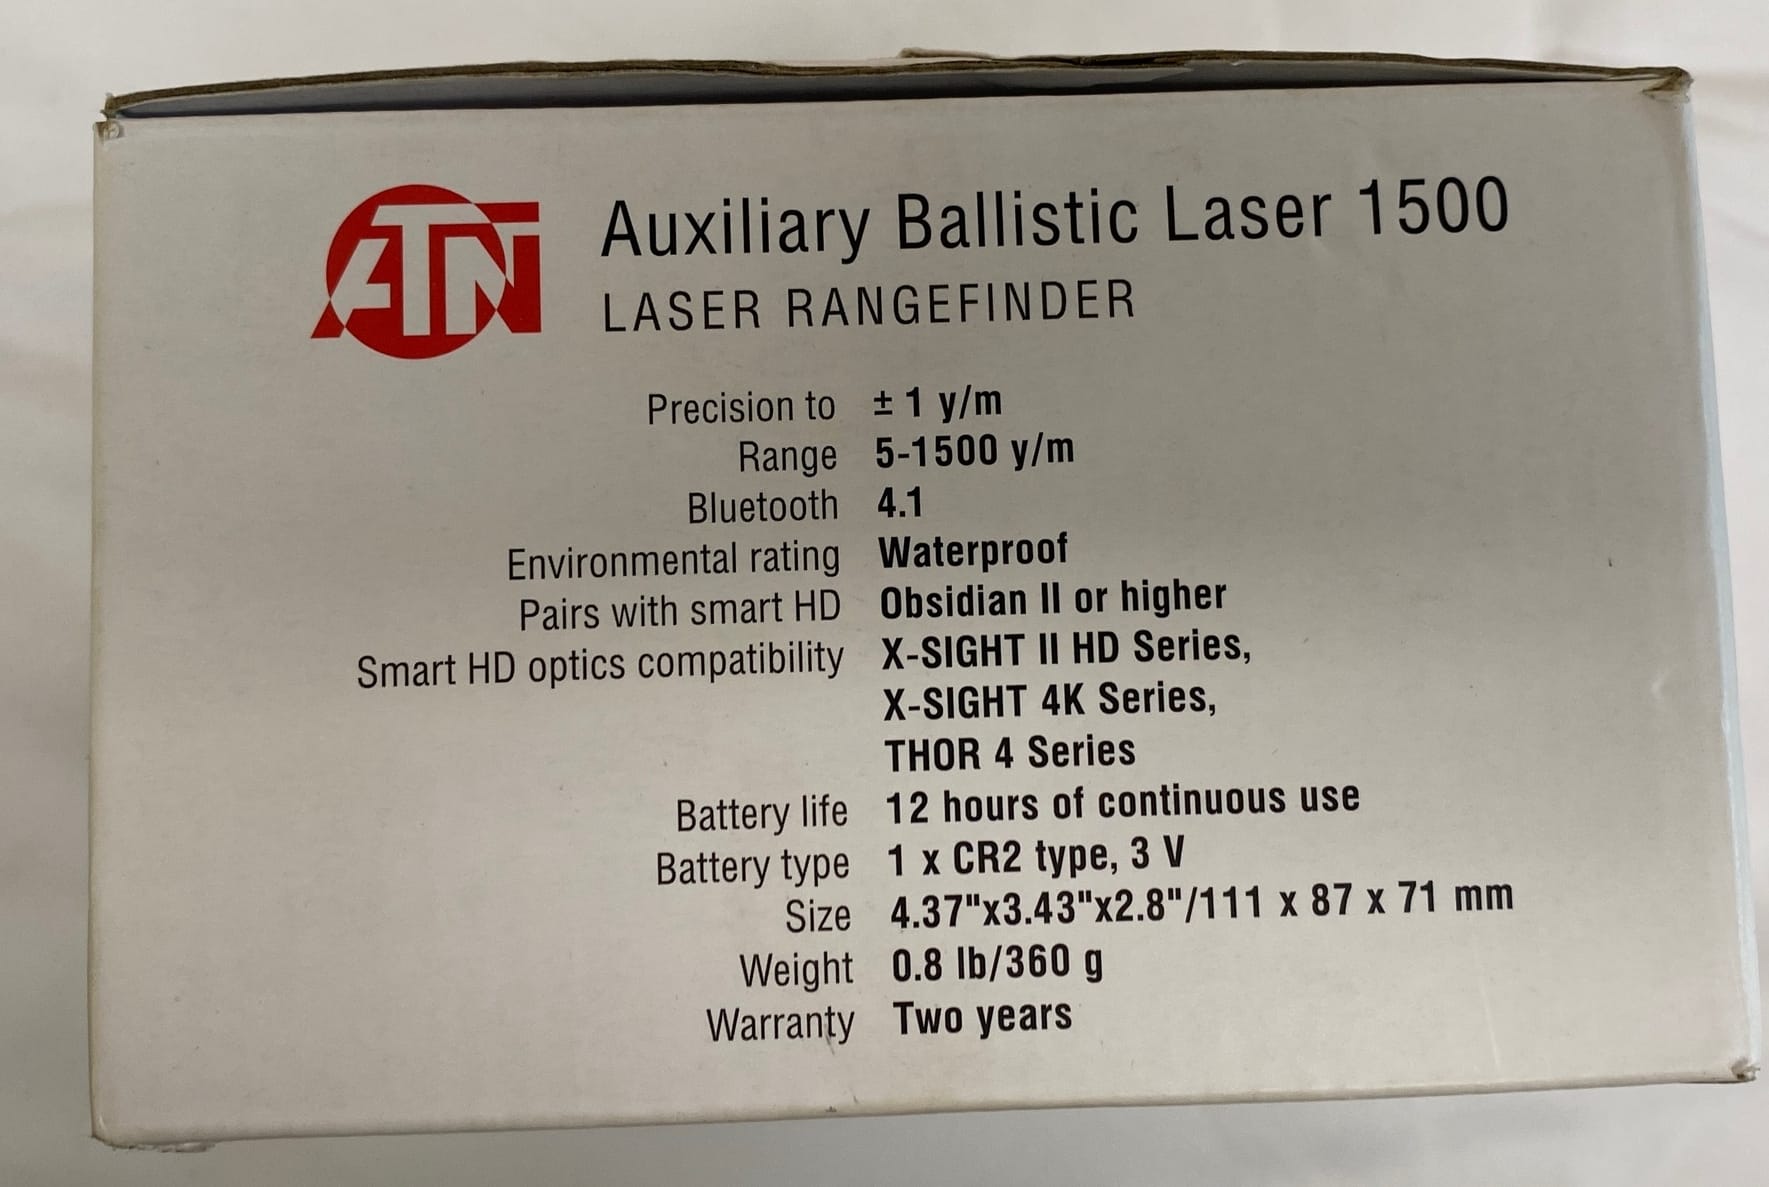 ATN
Auxiliary Ballistic Laser 1500
LASER RANGEFINDER
Precision to ± 1 y/m
Range 5-1500 y/m
Bluetooth 4.1
Environmental rating Waterproof
Pairs with smart HD Obsidian II or higher
Smart HD optics compatibility X-SIGHT II HD Series,
X-SIGHT 4K Series,
THOR 4 Series
Battery life 12 hours of continuous use
Battery type 1 x CR2 type, 3 V
Size 4.37"x3.43"x2.8"/111 x 87 x 71 mm
Weight 0.8 lb/360 g
Warranty Two years